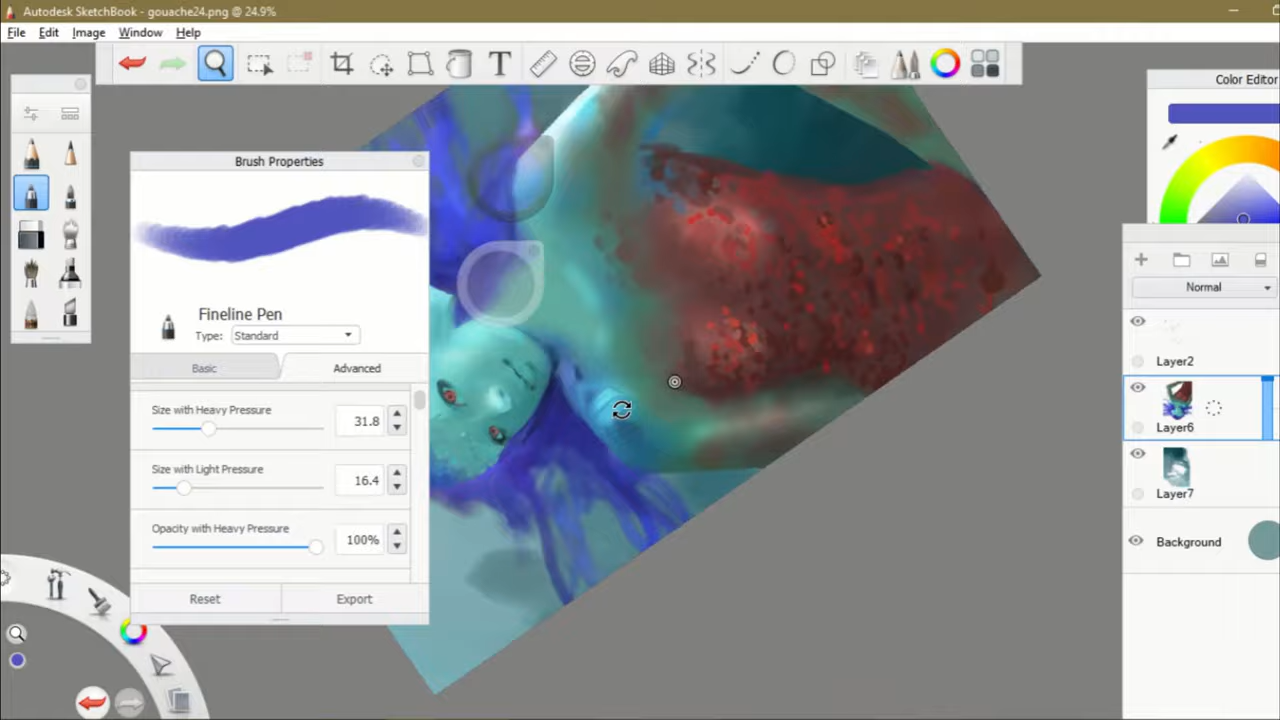 Autodesk SketchBook - gouache24.png @ 24.9%
File Edit Image Window Help
T
Color Editor
Brush Properties
Fineline Pen
Type: Standard
Basic Advanced
Size with Heavy Pressure 31.8
Size with Light Pressure 16.4
Opacity with Heavy Pressure 100%
Reset Export
Normal
Layer2
Layer6
Layer7
Background